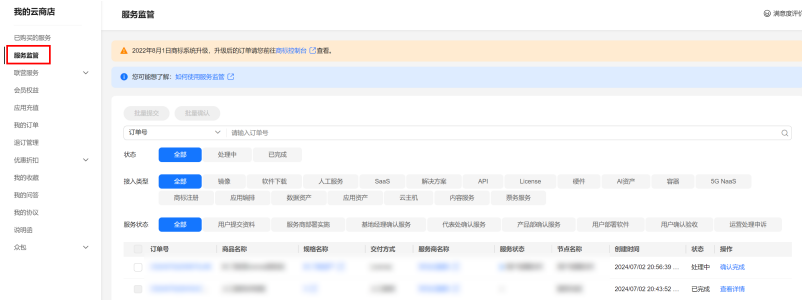 我的云商店
已购买的服务
服务监管
联营服务
会员权益
应用充值
我的订单
退订管理
优惠折扣
我的收藏
我的问答
我的协议
说明函
众包
服务监管
满意度评价
2022年8月1日商标系统升级，升级后的订单请您前往商标控制台 查看。
您可能想了解：如何使用服务监管
批量提交 批量确认
订单号 请输入订单号
状态 全部 处理中 已完成
接入类型 全部 镜像 软件下载 人工服务 SaaS 解决方案 API License 硬件 AI资产 容器 5G NaaS
商标注册 应用编排 数据资产 应用资产 云主机 内容服务 票务服务
服务状态 全部 用户提交资料 服务商部署实施 基地经理确认服务 代表处确认服务 产品部确认服务 用户部署软件 用户确认验收 运营处理申诉
订单号 商品名称 规格名称 交付方式 服务商名称 服务状态 节点名称 创建时间 状态 操作
2024/07/02 20:56:39 ... 处理中 确认完成
2024/07/02 20:43:52 ... 已完成 查看详情